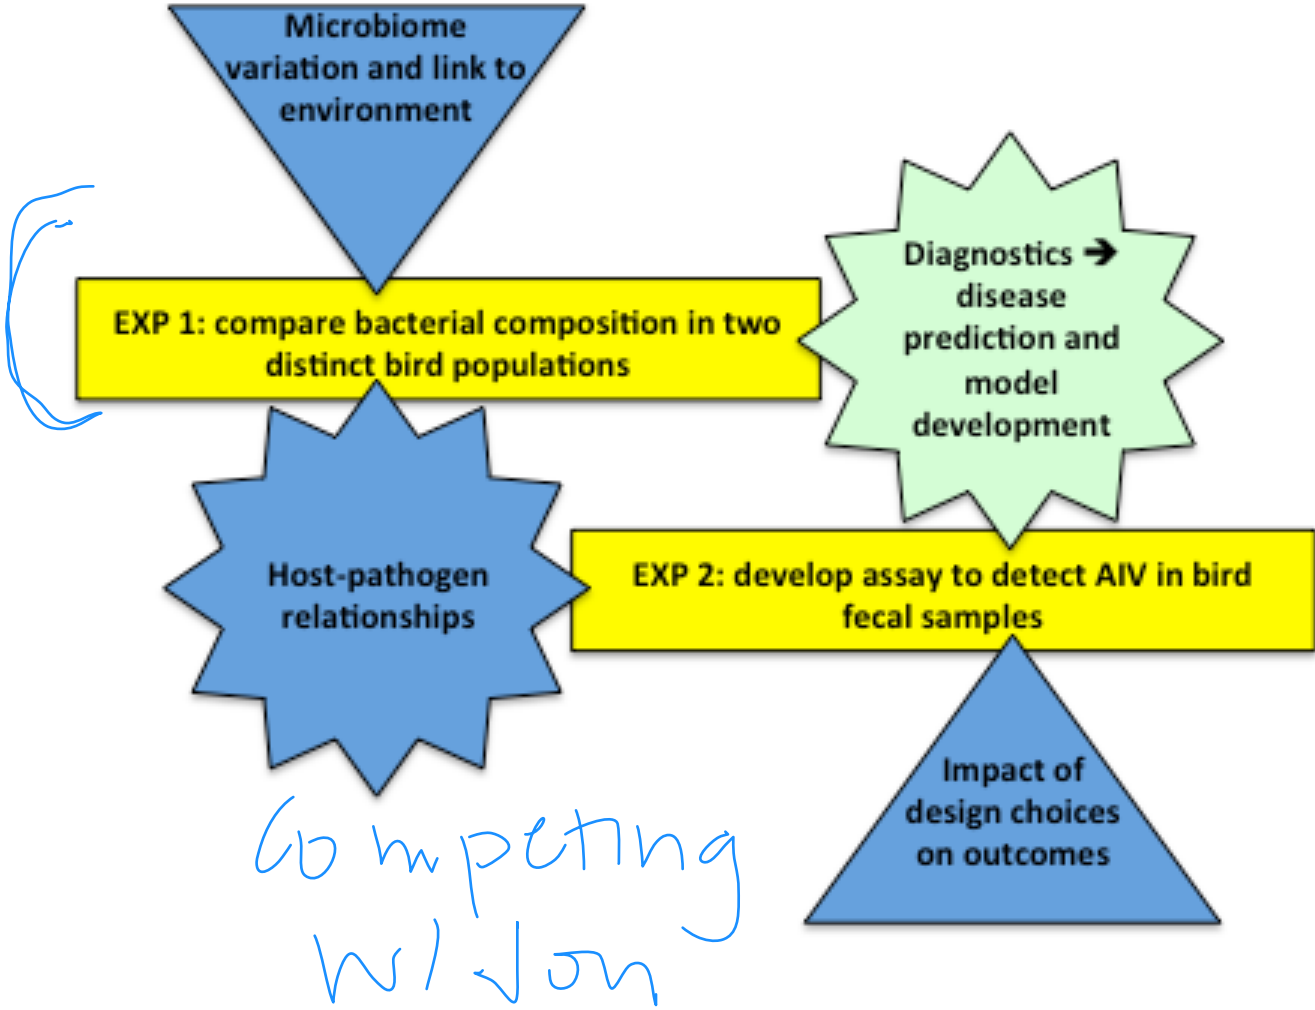 Microbiome
variation and link to
environment
EXP 1: compare bacterial composition in two
distinct bird populations
Diagnostics ➔
disease
prediction and
model
development
Host-pathogen
relationships
EXP 2: develop assay to detect AIV in bird
fecal samples
Impact of
design choices
on outcomes
Competing
w/ Jon